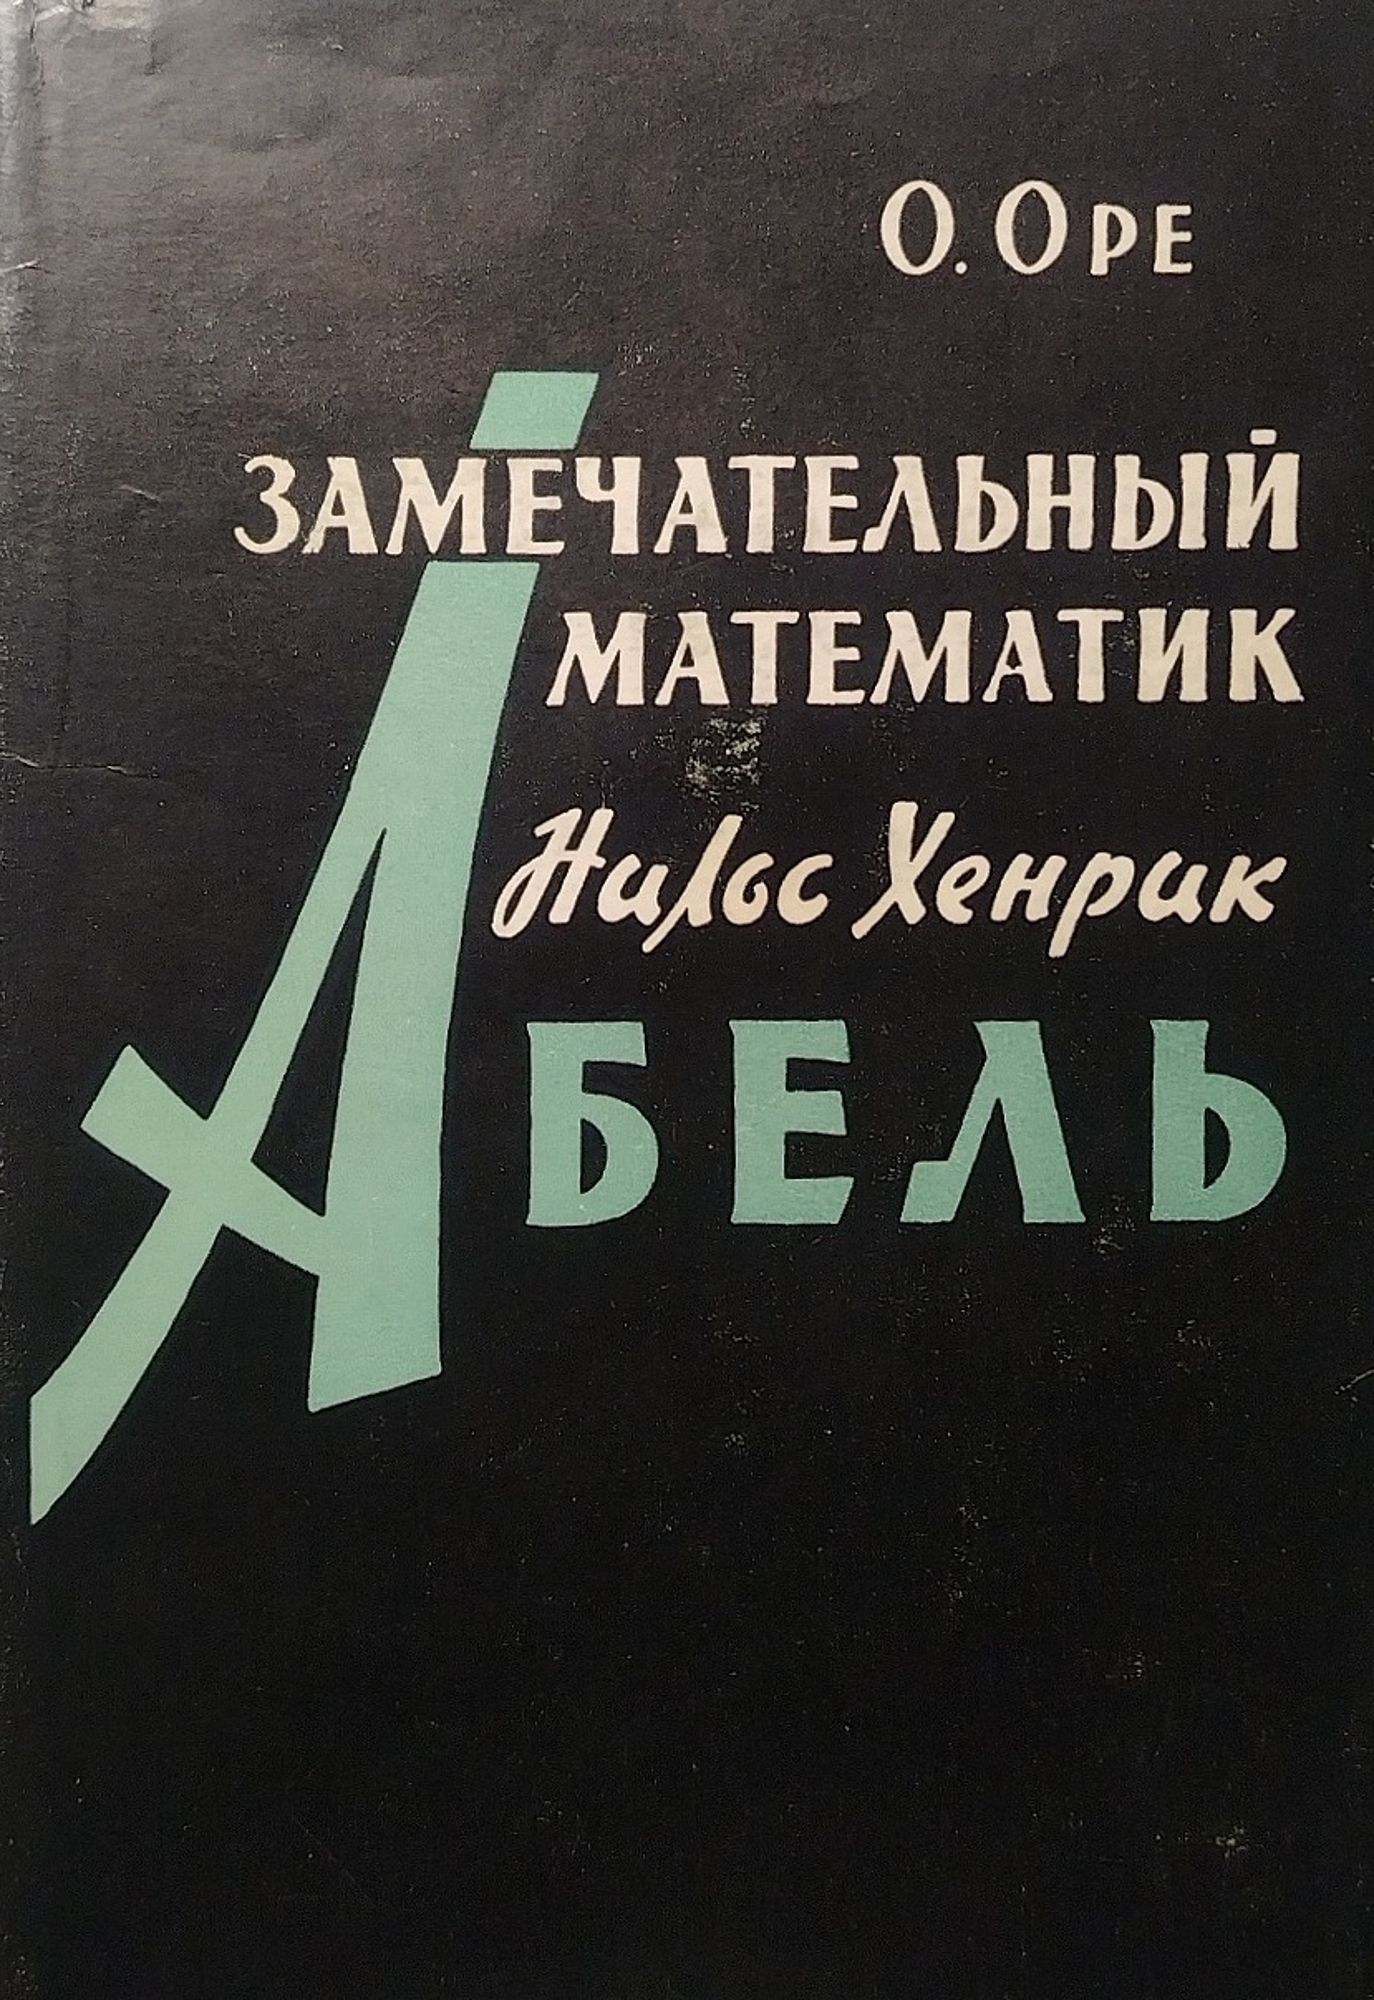 О. ОРЕ
ЗАМЕЧАТЕЛЬНЫЙ
МАТЕМАТИК
Нильс Хенрик
АБЕЛЬ